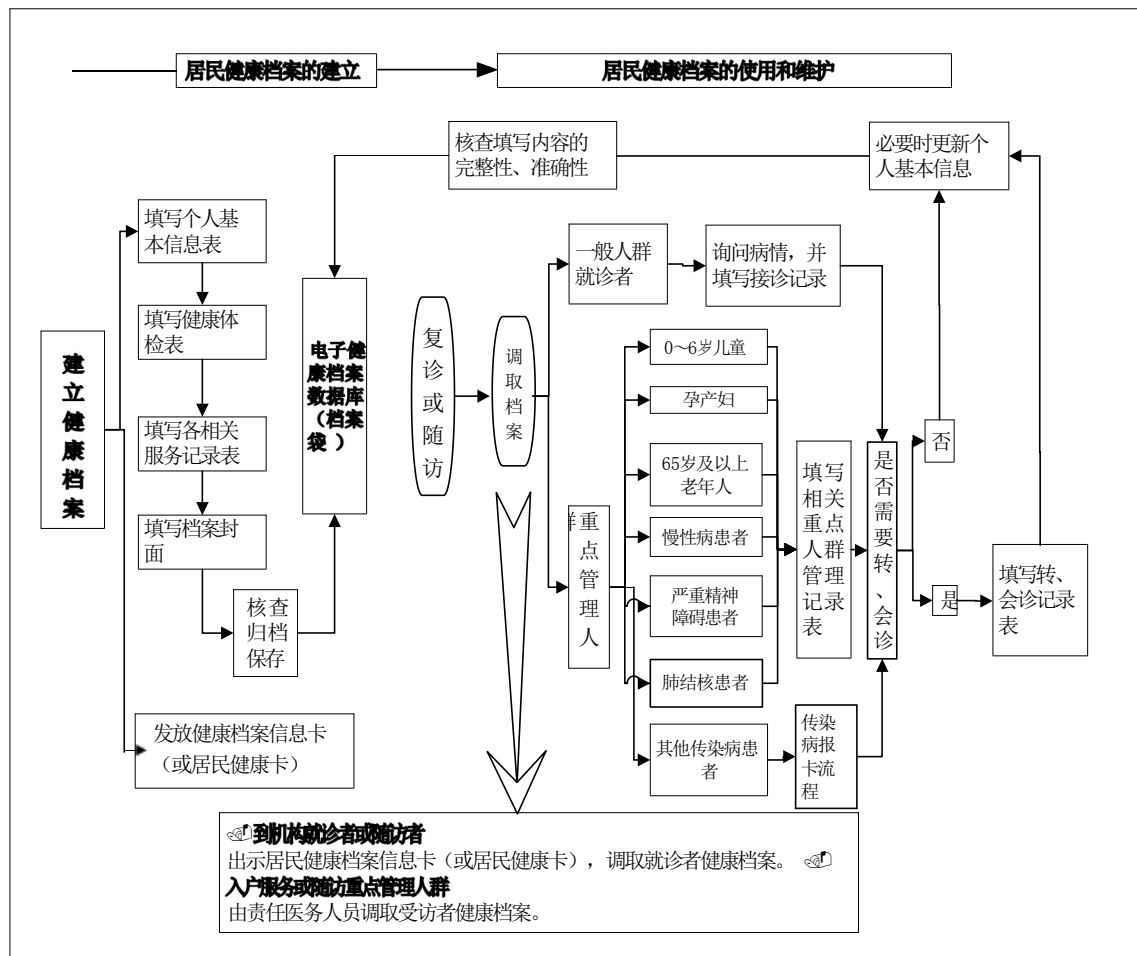 居民健康档案的建立
居民健康档案的使用和维护
核查填写内容的
完整性、准确性
必要时更新个
人基本信息
填写个人基
本信息表
填写健康体
检表
填写各相关
服务记录表
填写档案封
面
核查
归档
保存
建立健康档案
发放健康档案信息卡
（或居民健康卡）
电子健
康档案
数据库
（档案
袋 ）
复诊或随访
调取档案
一般人群
就诊者
询问病情，并
填写接诊记录
群重点管理人
0～6岁儿童
孕产妇
65岁及以上
老年人
慢性病患者
严重精神
障碍患者
肺结核患者
其他传染病患
者
填写
相关
重点
人群
管理
记录
表
传染
病报
卡流
程
是否需要转、会诊
否
是
填写转、
会诊记录
表
到机构就诊者或随访者
出示居民健康档案信息卡（或居民健康卡），调取就诊者健康档案。
入户服务或随访重点管理人群
由责任医务人员调取受访者健康档案。